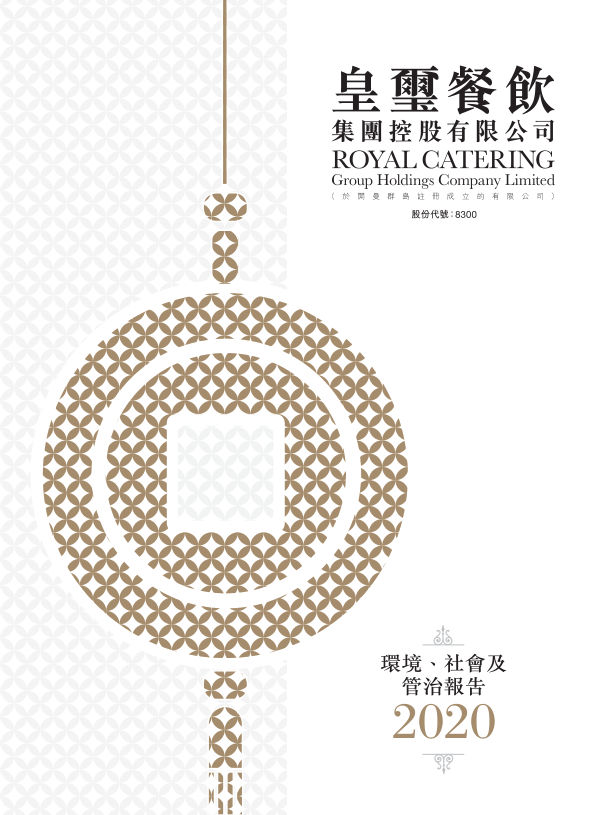 皇璽餐飲
集團控股有限公司
ROYAL CATERING
Group Holdings Company Limited
(於開曼群島註冊成立的有限公司)
股份代號：8300
環境、社會及
管治報告
2020